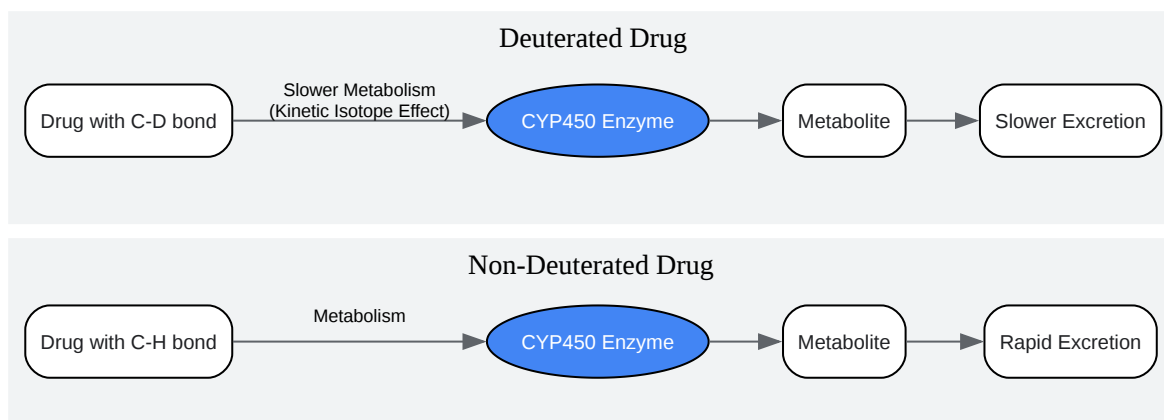 Deuterated Drug
Slower Metabolism
(Kinetic Isotope Effect)
Drug with C-D bond
CYP450 Enzyme
Metabolite
Slower Excretion
Non-Deuterated Drug
Metabolism
Drug with C-H bond
CYP450 Enzyme
Metabolite
Rapid Excretion